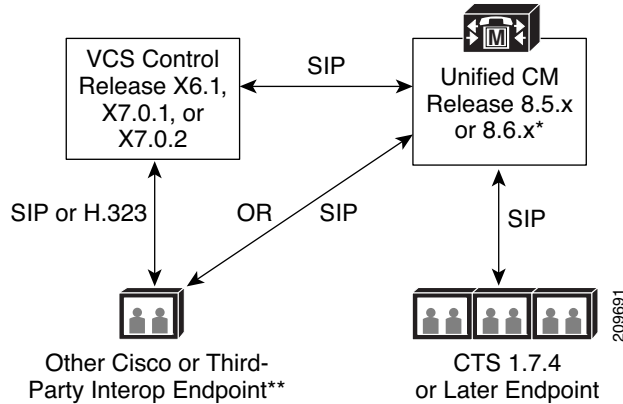 M
VCS Control
Release X6.1,
X7.0.1, or
X7.0.2
SIP
Unified CM
Release 8.5.x
or 8.6.x*
SIP or H.323
OR
SIP
SIP
Other Cisco or Third-
Party Interop Endpoint**
CTS 1.7.4
or Later Endpoint
209691